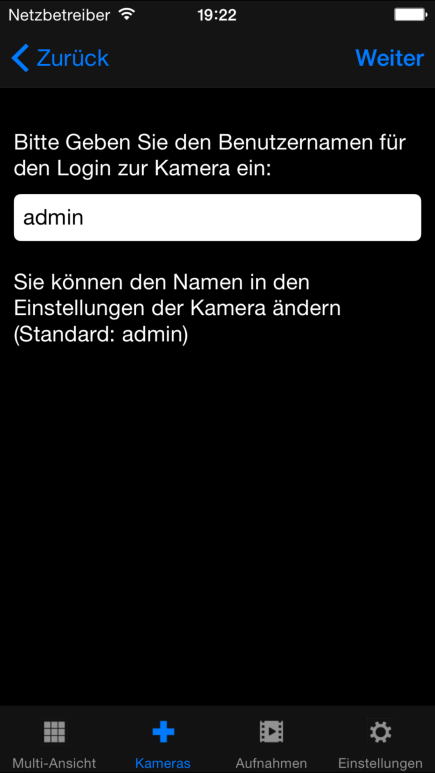 Netzbetreiber 19:22
Zurück Weiter
Bitte Geben Sie den Benutzernamen für
den Login zur Kamera ein:
admin
Sie können den Namen in den
Einstellungen der Kamera ändern
(Standard: admin)
Multi-Ansicht Kameras Aufnahmen Einstellungen